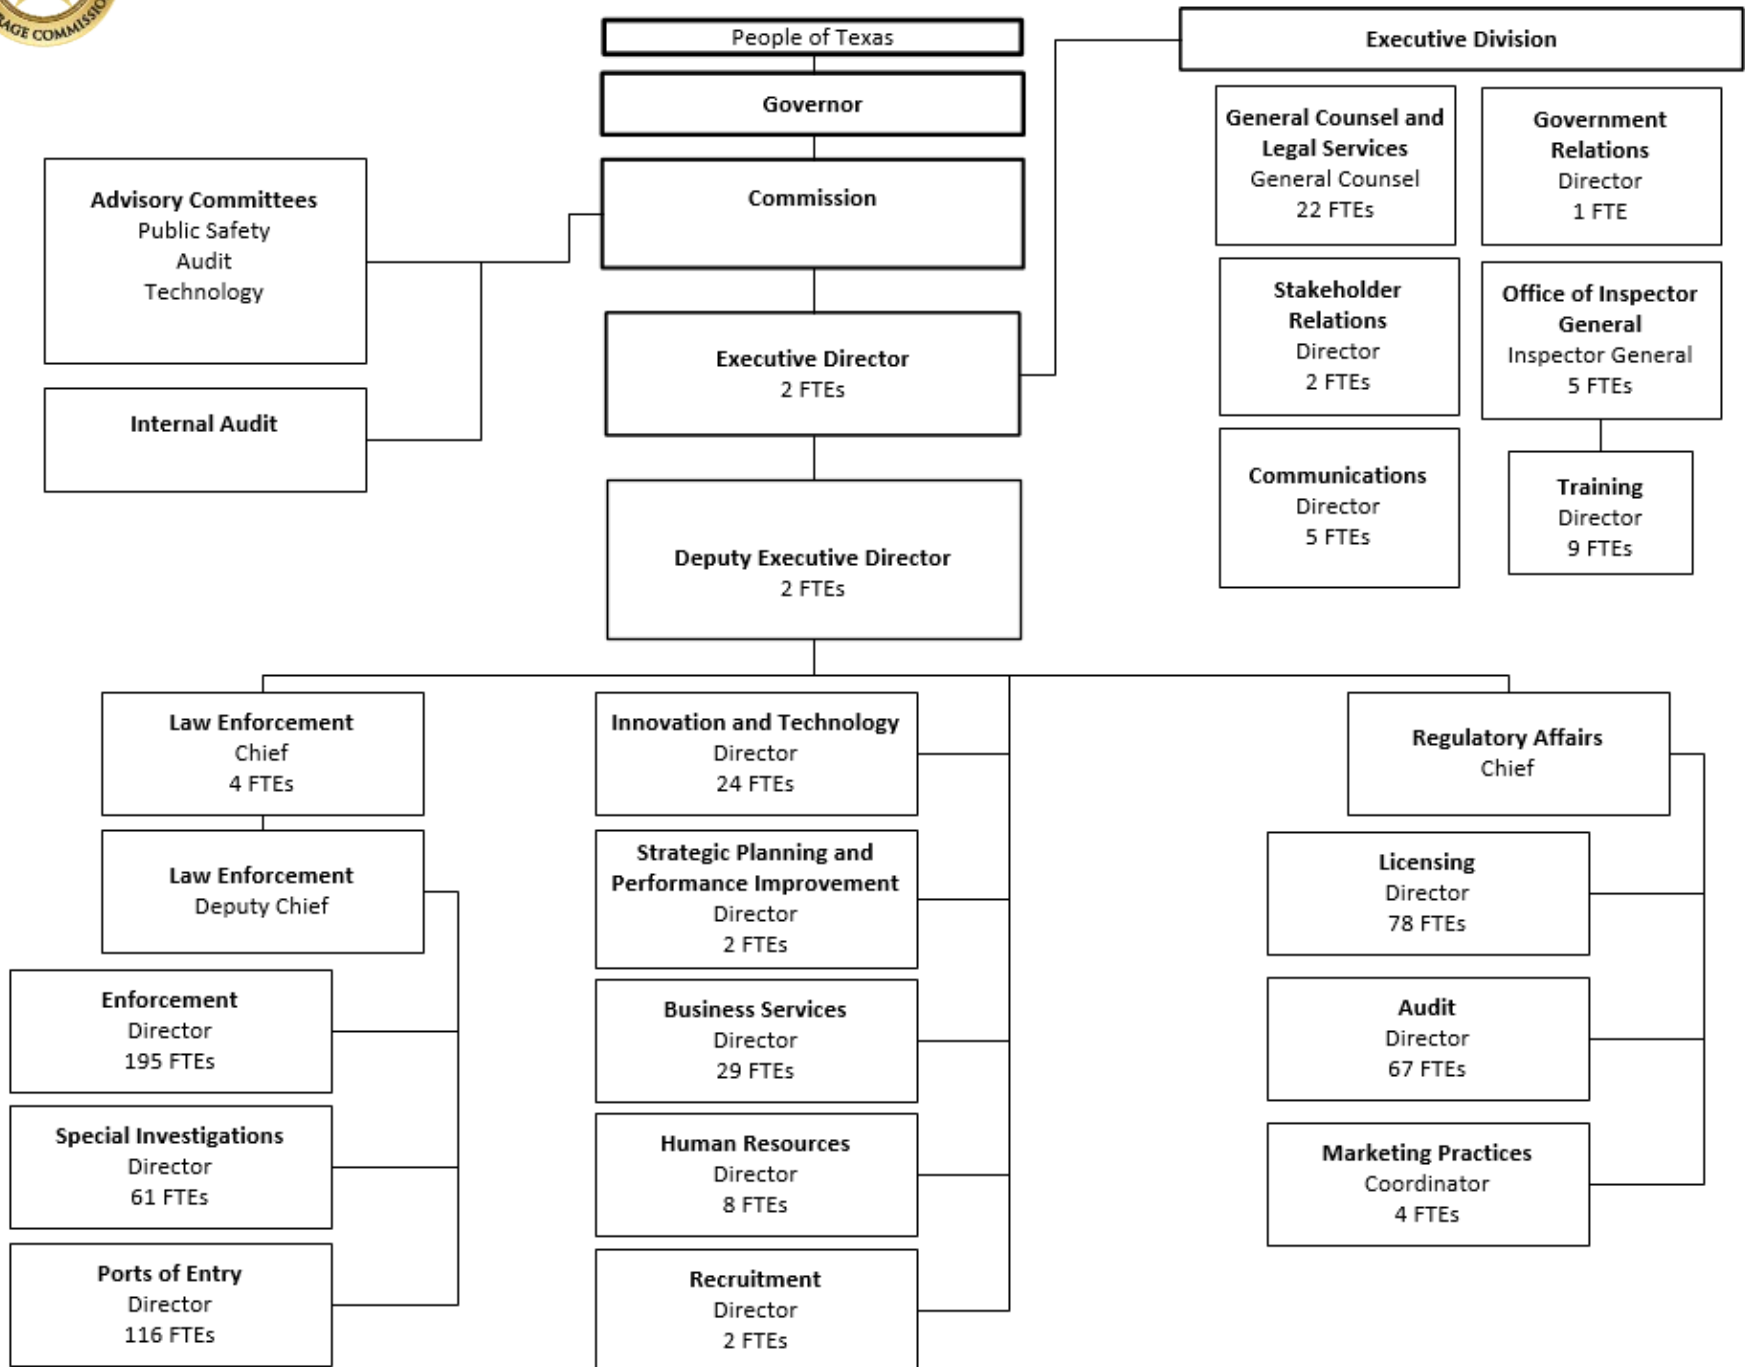 RAGE COMMISSIO
People of Texas
Governor
Commission
Advisory Committees
Public Safety
Audit
Technology
Internal Audit
Executive Director
2 FTEs
Deputy Executive Director
2 FTEs
Executive Division
General Counsel and
Legal Services
General Counsel
22 FTEs
Government
Relations
Director
1 FTE
Stakeholder
Relations
Director
2 FTEs
Office of Inspector
General
Inspector General
5 FTEs
Communications
Director
5 FTEs
Training
Director
9 FTEs
Law Enforcement
Chief
4 FTEs
Law Enforcement
Deputy Chief
Enforcement
Director
195 FTEs
Special Investigations
Director
61 FTEs
Ports of Entry
Director
116 FTEs
Innovation and Technology
Director
24 FTEs
Strategic Planning and
Performance Improvement
Director
2 FTEs
Business Services
Director
29 FTEs
Human Resources
Director
8 FTEs
Recruitment
Director
2 FTEs
Regulatory Affairs
Chief
Licensing
Director
78 FTEs
Audit
Director
67 FTEs
Marketing Practices
Coordinator
4 FTEs